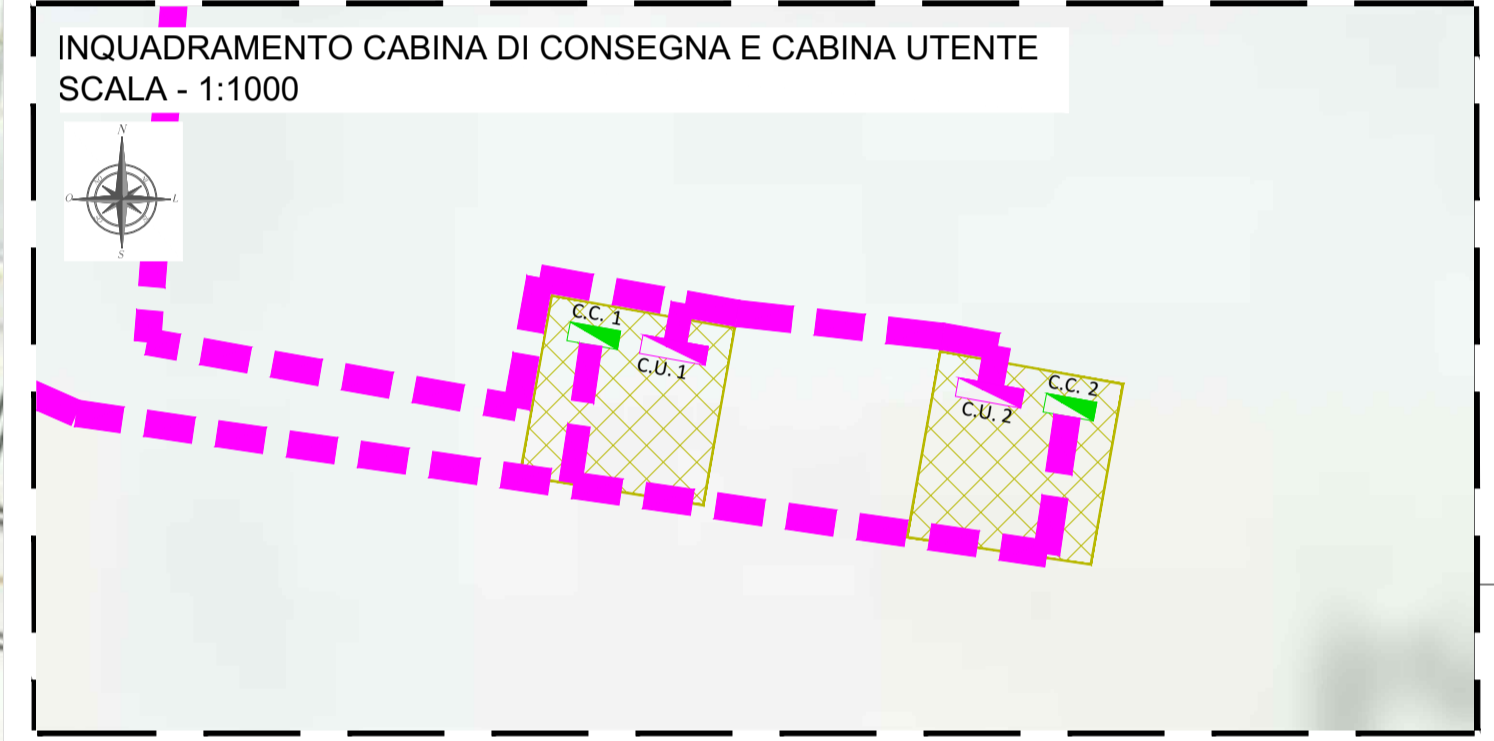 INQUADRAMENTO CABINA DI CONSEGNA E CABINA UTENTE
SCALA - 1:1000
N
O
L
S
C.C. 1
C.U. 1
C.C. 2
C.U. 2